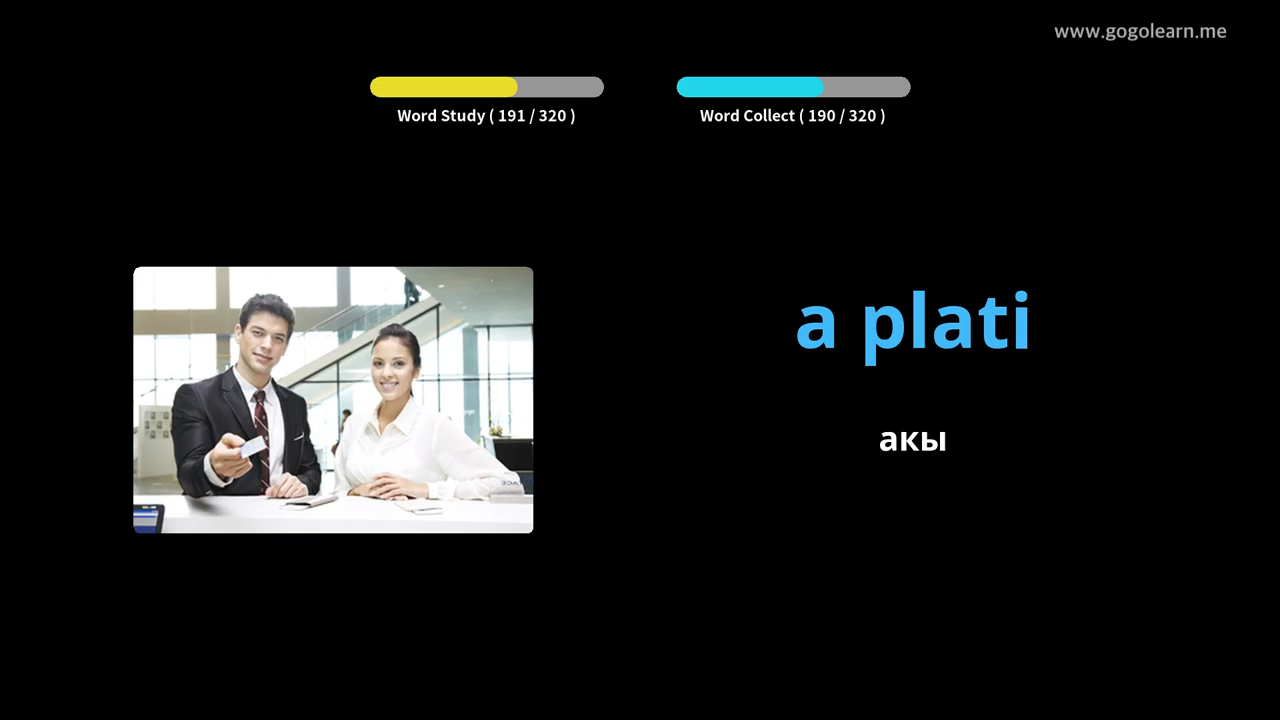 www.gogolearn.me
Word Study ( 191 / 320 )
Word Collect ( 190 / 320 )
a plati
акы